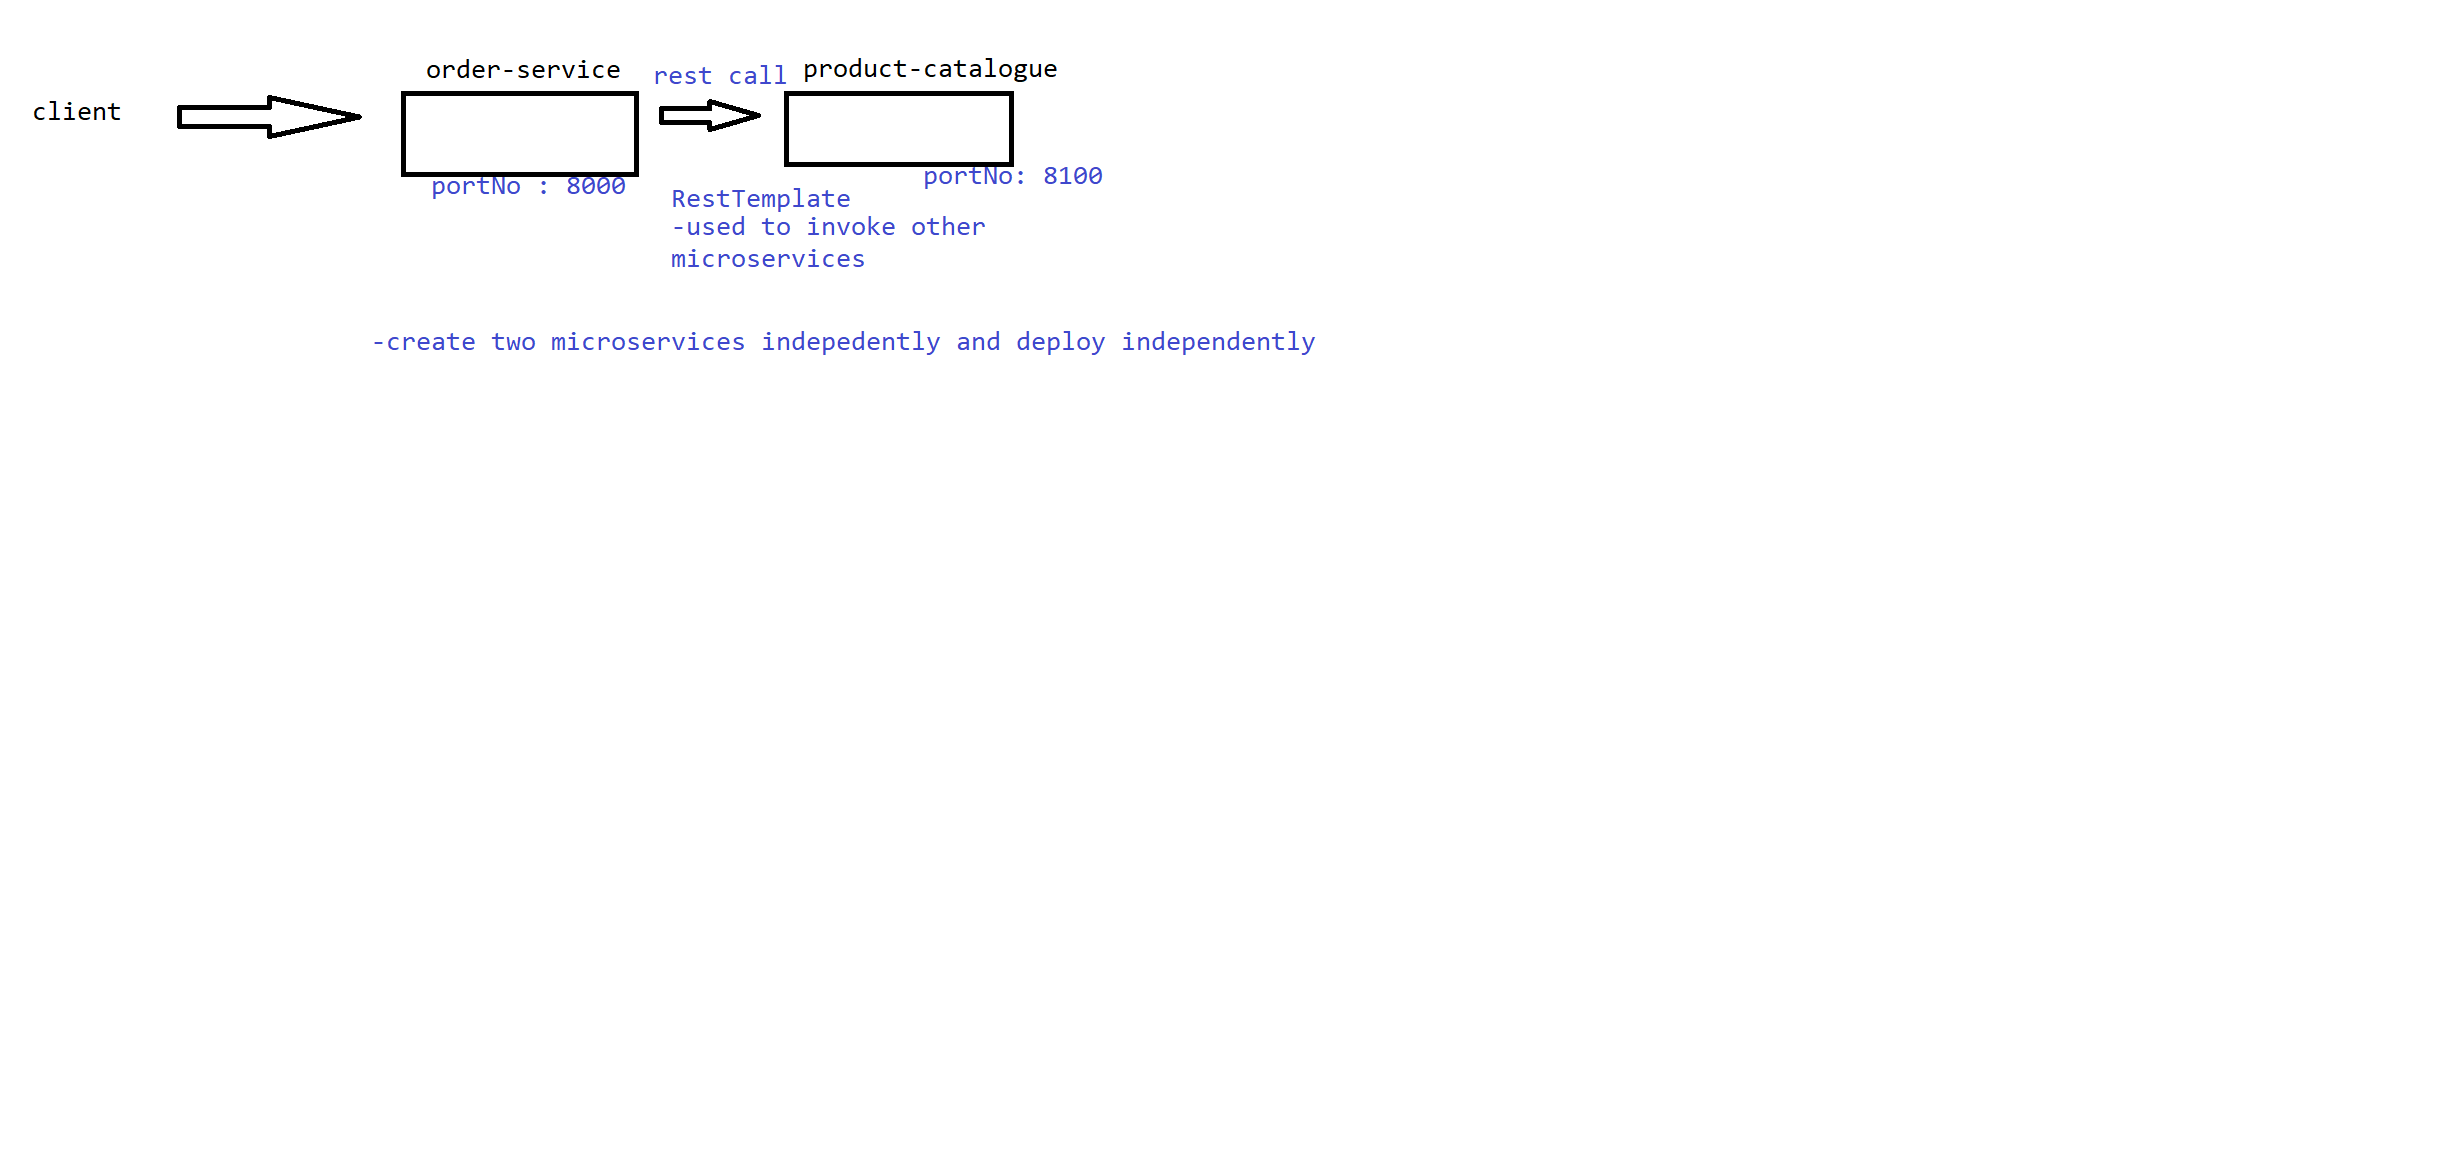 client
order-service
rest call
product-catalogue
portNo : 8000
portNo: 8100
RestTemplate
-used to invoke other
microservices
-create two microservices indepedently and deploy independently